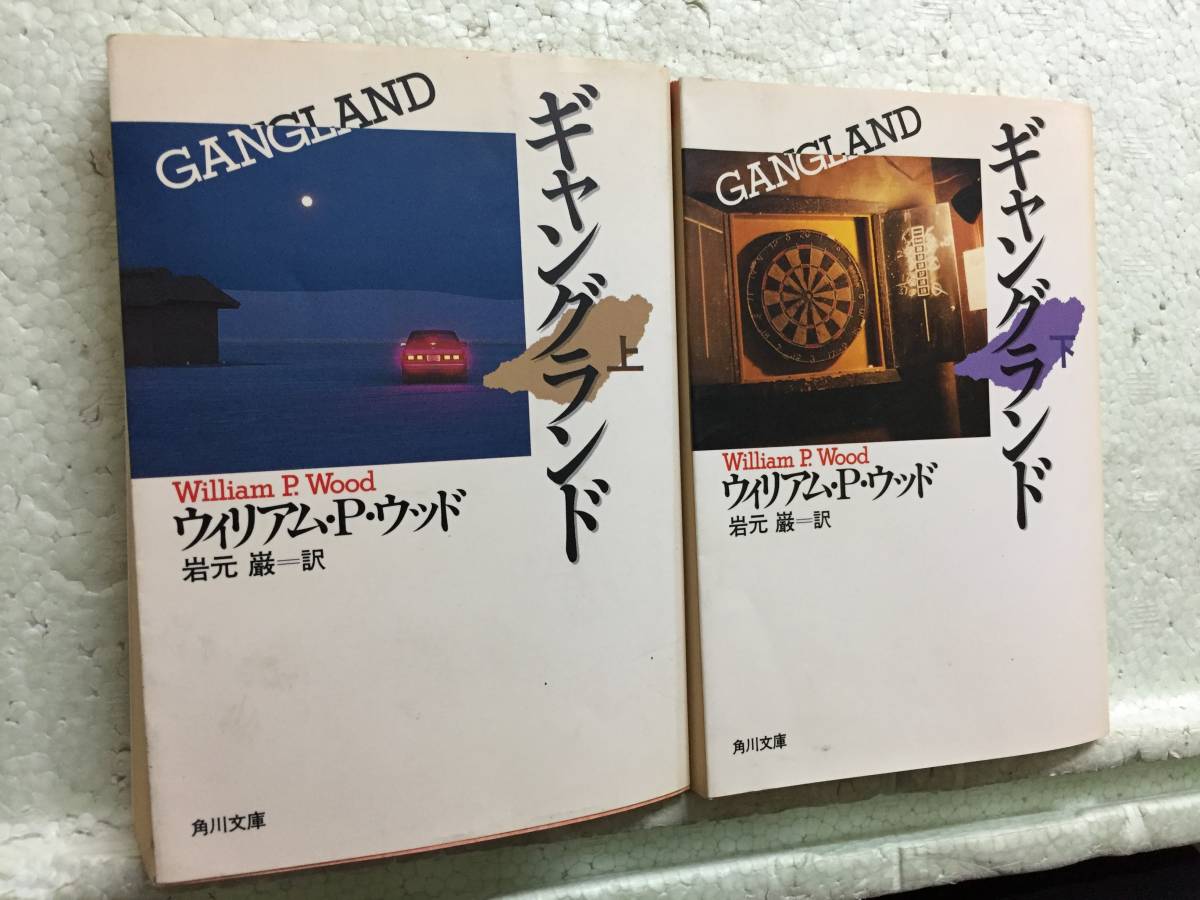 GANGLAND
ギャングランド
上
William P. Wood
ウィリアム・P・ウッド
岩元 巌=訳
角川文庫
GANGLAND
ギャングランド
下
William P. Wood
ウィリアム・P・ウッド
岩元 巌=訳
角川文庫